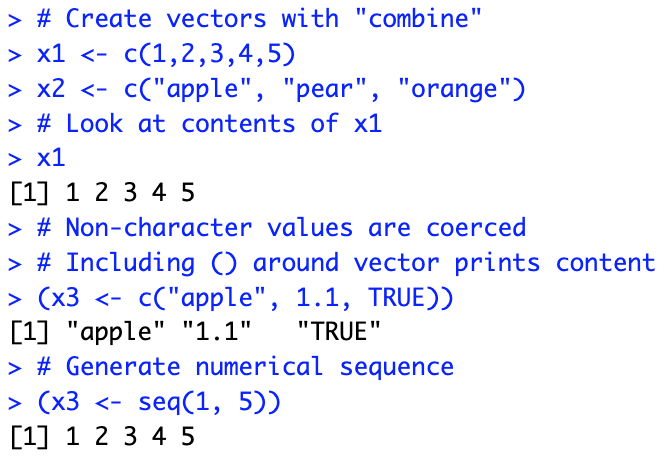 > # Create vectors with "combine"
> x1 <- c(1,2,3,4,5)
> x2 <- c("apple", "pear", "orange")
> # Look at contents of x1
> x1
[1] 1 2 3 4 5
> # Non-character values are coerced
> # Including () around vector prints content
> (x3 <- c("apple", 1.1, TRUE))
[1] "apple" "1.1"   "TRUE"
> # Generate numerical sequence
> (x3 <- seq(1, 5))
[1] 1 2 3 4 5